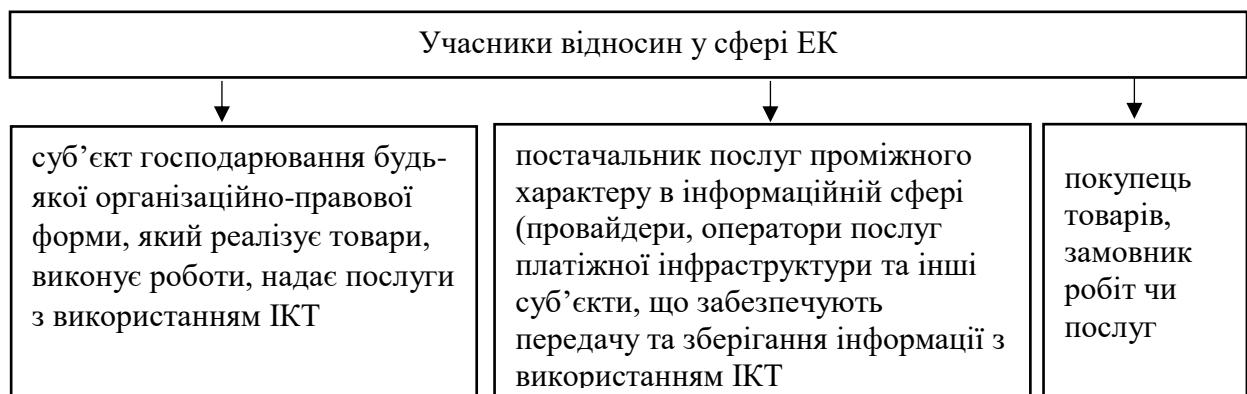 Учасники відносин у сфері ЕК
суб’єкт господарювання будь-
якої організаційно-правової
форми, який реалізує товари,
виконує роботи, надає послуги
з використанням ІКТ
постачальник послуг проміжного
характеру в інформаційній сфері
(провайдери, оператори послуг
платіжної інфраструктури та інші
суб’єкти, що забезпечують
передачу та зберігання інформації з
використанням ІКТ
покупець
товарів,
замовник
робіт чи
послуг